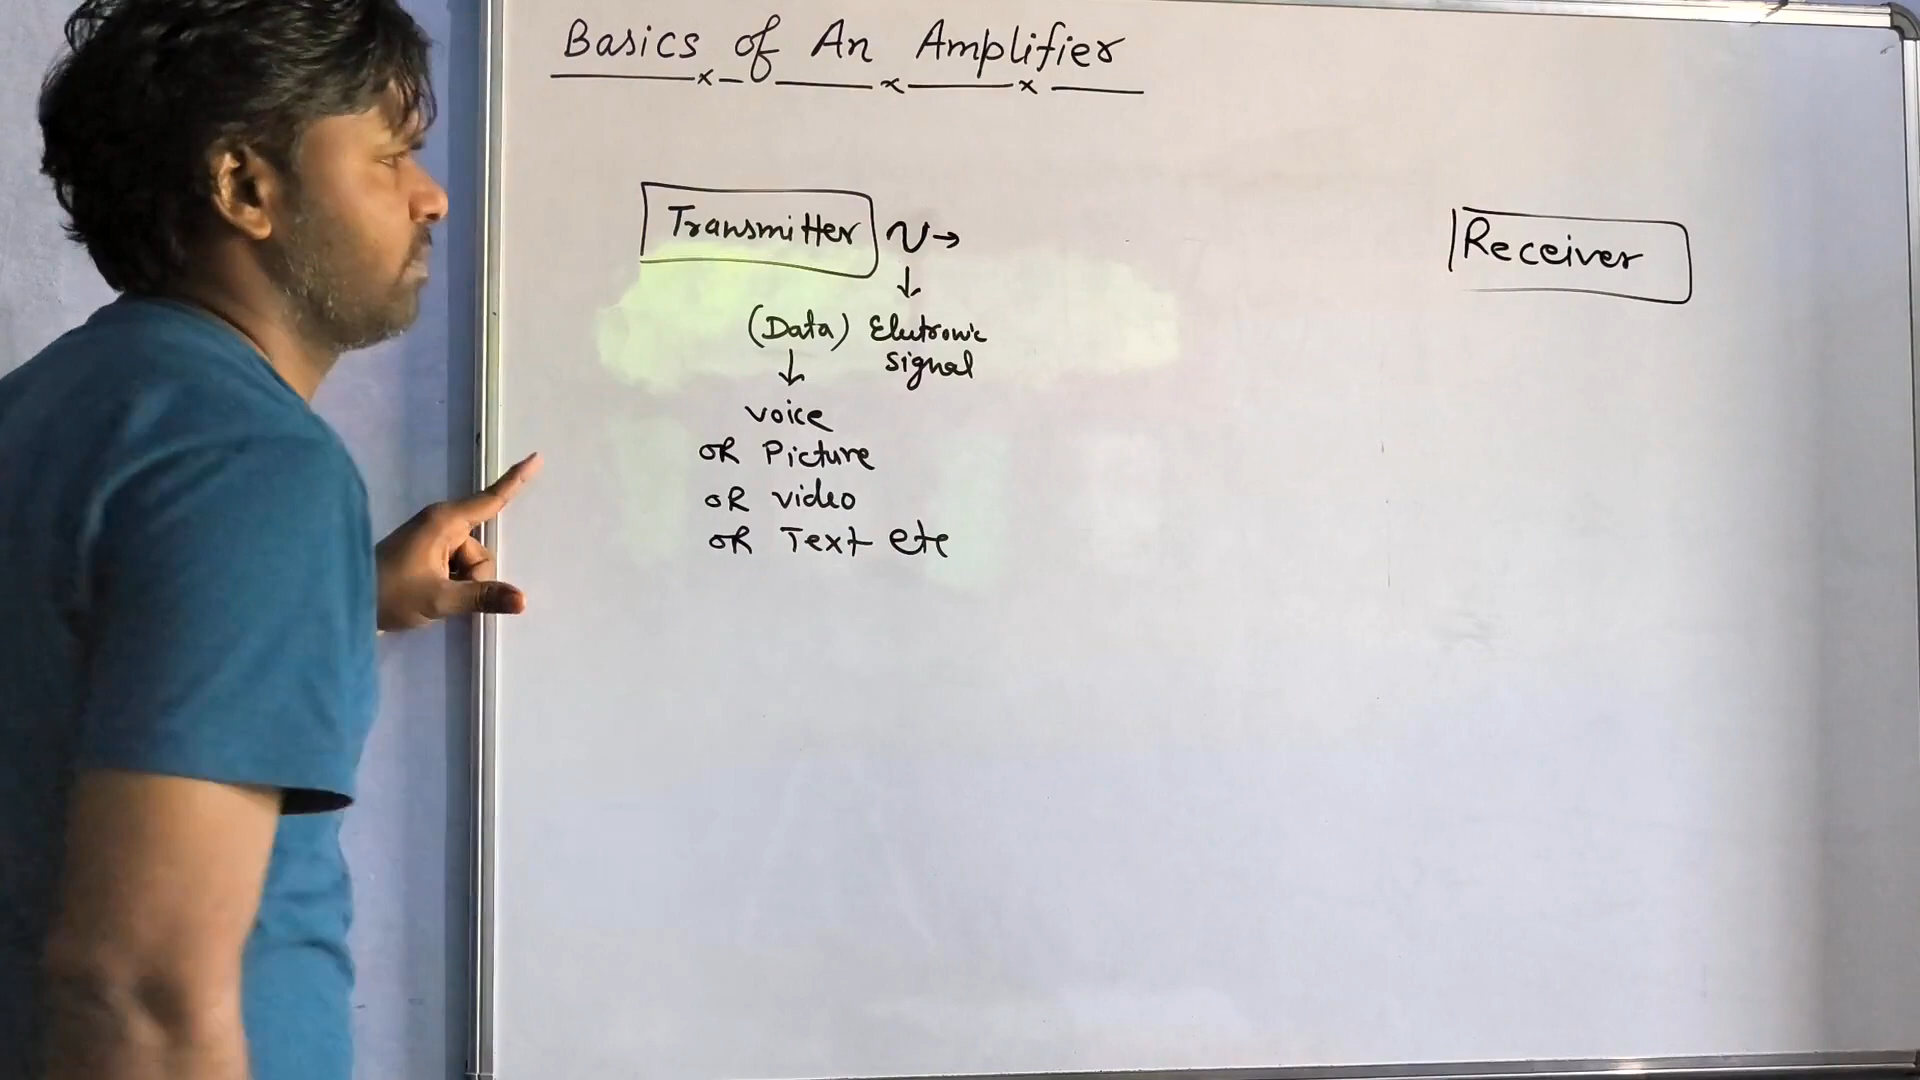 Basics of An Amplifier
Transmitter
Receiver
(Data) Eletronic
signal
voice
OR Picture
OR video
OR Text etc